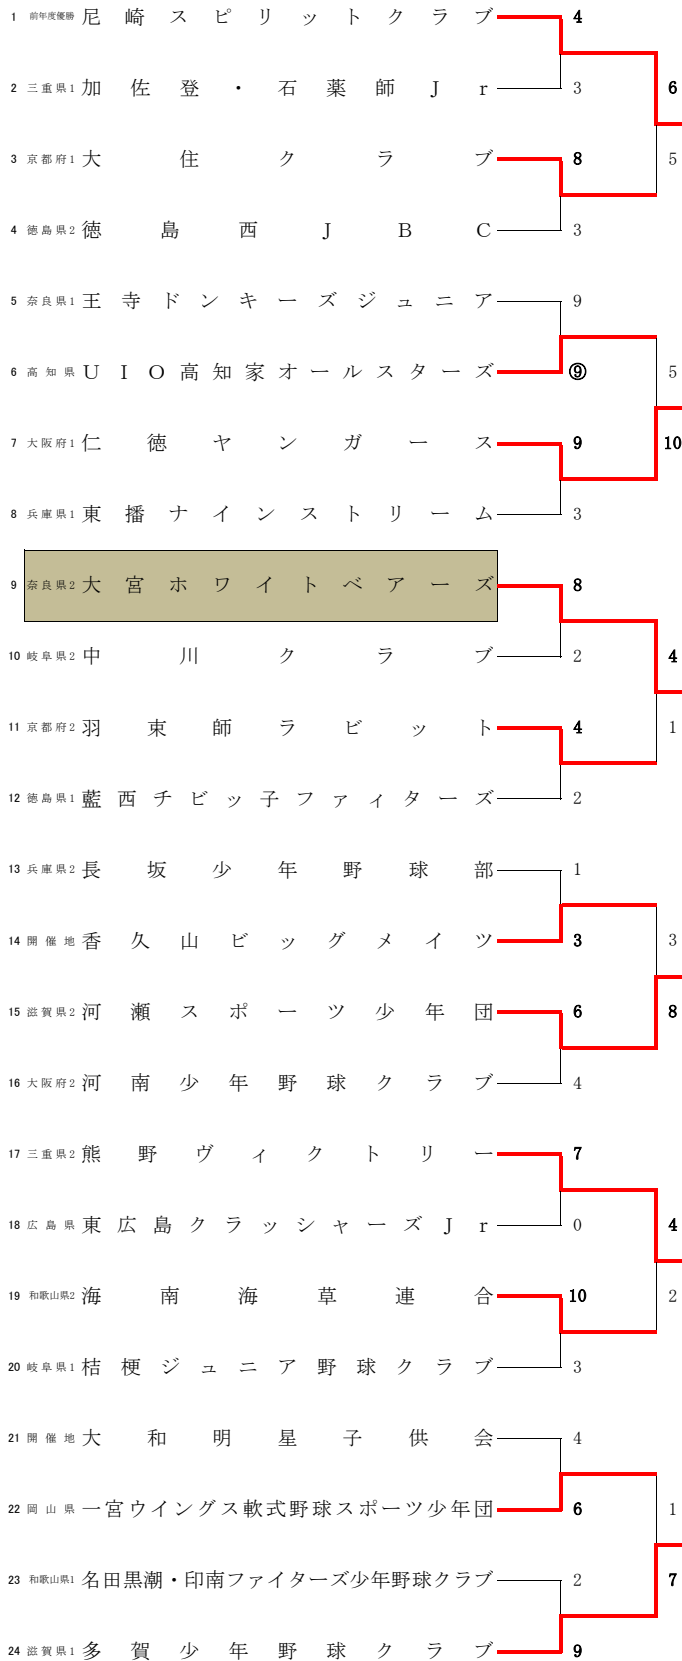 1 前年度優勝 尼崎スピリットクラブ 4
2 三重県1 加佐登・石薬師Jr 3 6
3 京都府1 大住クラブ 8 5
4 徳島県2 徳島西JBC 3
5 奈良県1 王寺ドンキーズジュニア 9
6 高知県 UIO高知家オールスターズ ⑨ 5
7 大阪府1 仁徳ヤンガース 9 10
8 兵庫県1 東播ナインストリーム 3
9 奈良県2 大宮ホワイトベアーズ 8
10 岐阜県2 中川クラブ 2 4
11 京都府2 羽束師ラビット 4 1
12 徳島県1 藍西チビッ子ファィターズ 2
13 兵庫県2 長坂少年野球部 1
14 開催地 香久山ビッグメイツ 3 3
15 滋賀県2 河瀬スポーツ少年団 6 8
16 大阪府2 河南少年野球クラブ 4
17 三重県2 熊野ヴィクトリー 7
18 広島県 東広島クラッシャーズJr 0 4
19 和歌山県2 海南海草連合 10 2
20 岐阜県1 桔梗ジュニア野球クラブ 3
21 開催地 大和明星子供会 4
22 岡山県 一宮ウイングス軟式野球スポーツ少年団 6 1
23 和歌山県1 名田黒潮・印南ファイターズ少年野球クラブ 2 7
24 滋賀県1 多賀少年野球クラブ 9